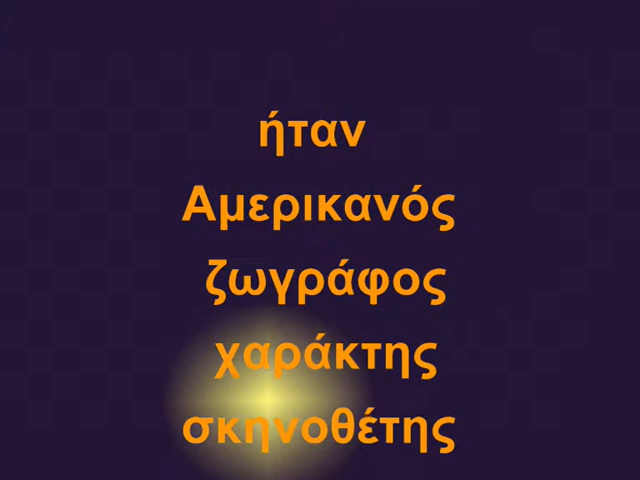 ήταν
Αμερικανός
ζωγράφος
χαράκτης
σκηνοθέτης